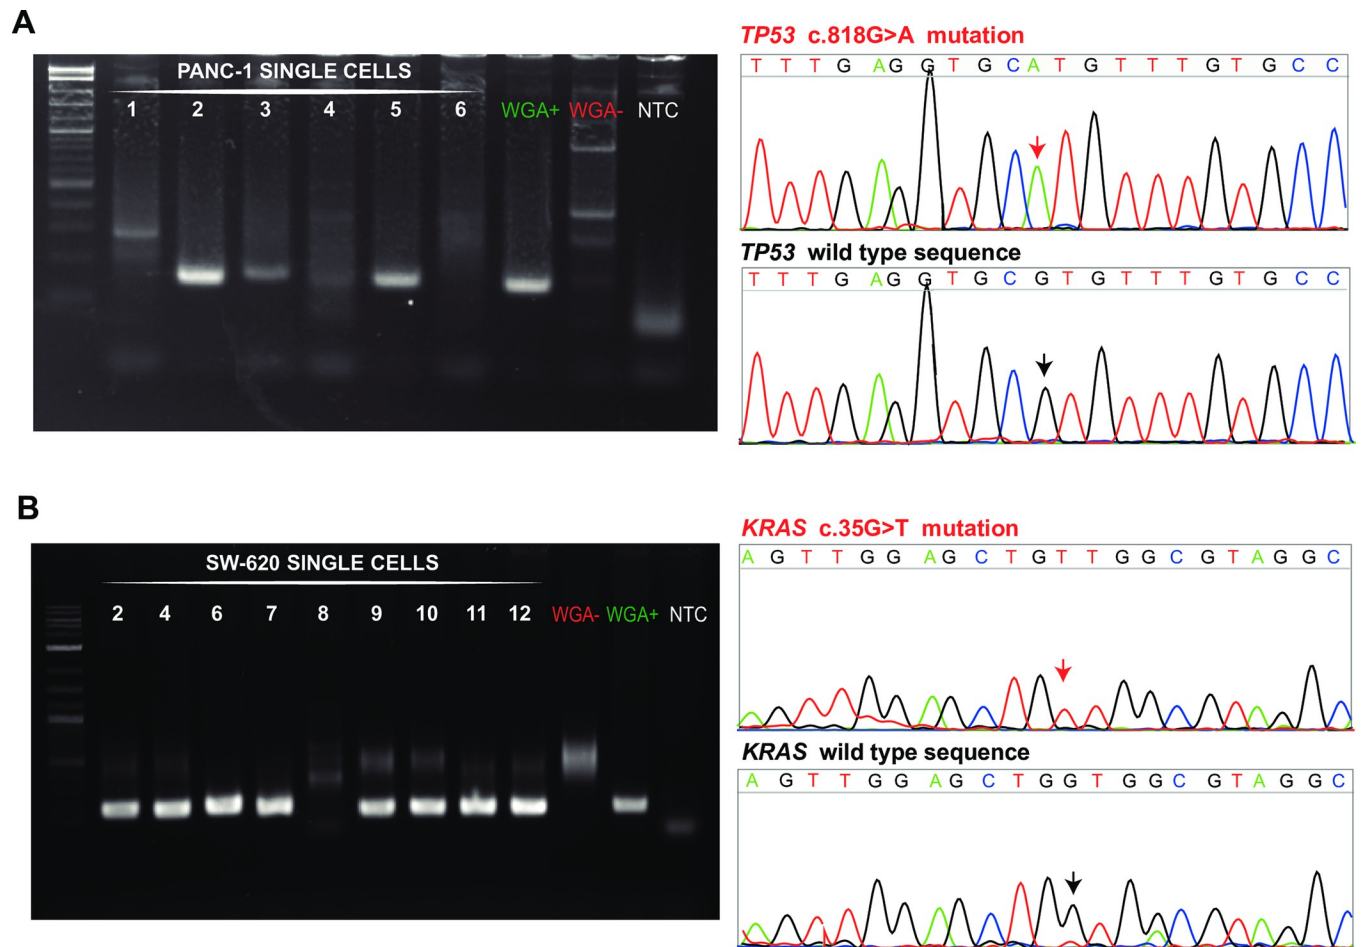 A
PANC-1 SINGLE CELLS
1 2 3 4 5 6 WGA+ WGA- NTC
TP53 c.818G>A mutation
T T T G A G G T G C A T G T T T G T G C C
TP53 wild type sequence
T T T G A G G T G C G T G T T T G T G C C
B
SW-620 SINGLE CELLS
2 4 6 7 8 9 10 11 12 WGA- WGA+ NTC
KRAS c.35G>T mutation
A G T T G G A G C T G T T G G C G T A G G C
KRAS wild type sequence
A G T T G G A G C T G G T G G C G T A G G C